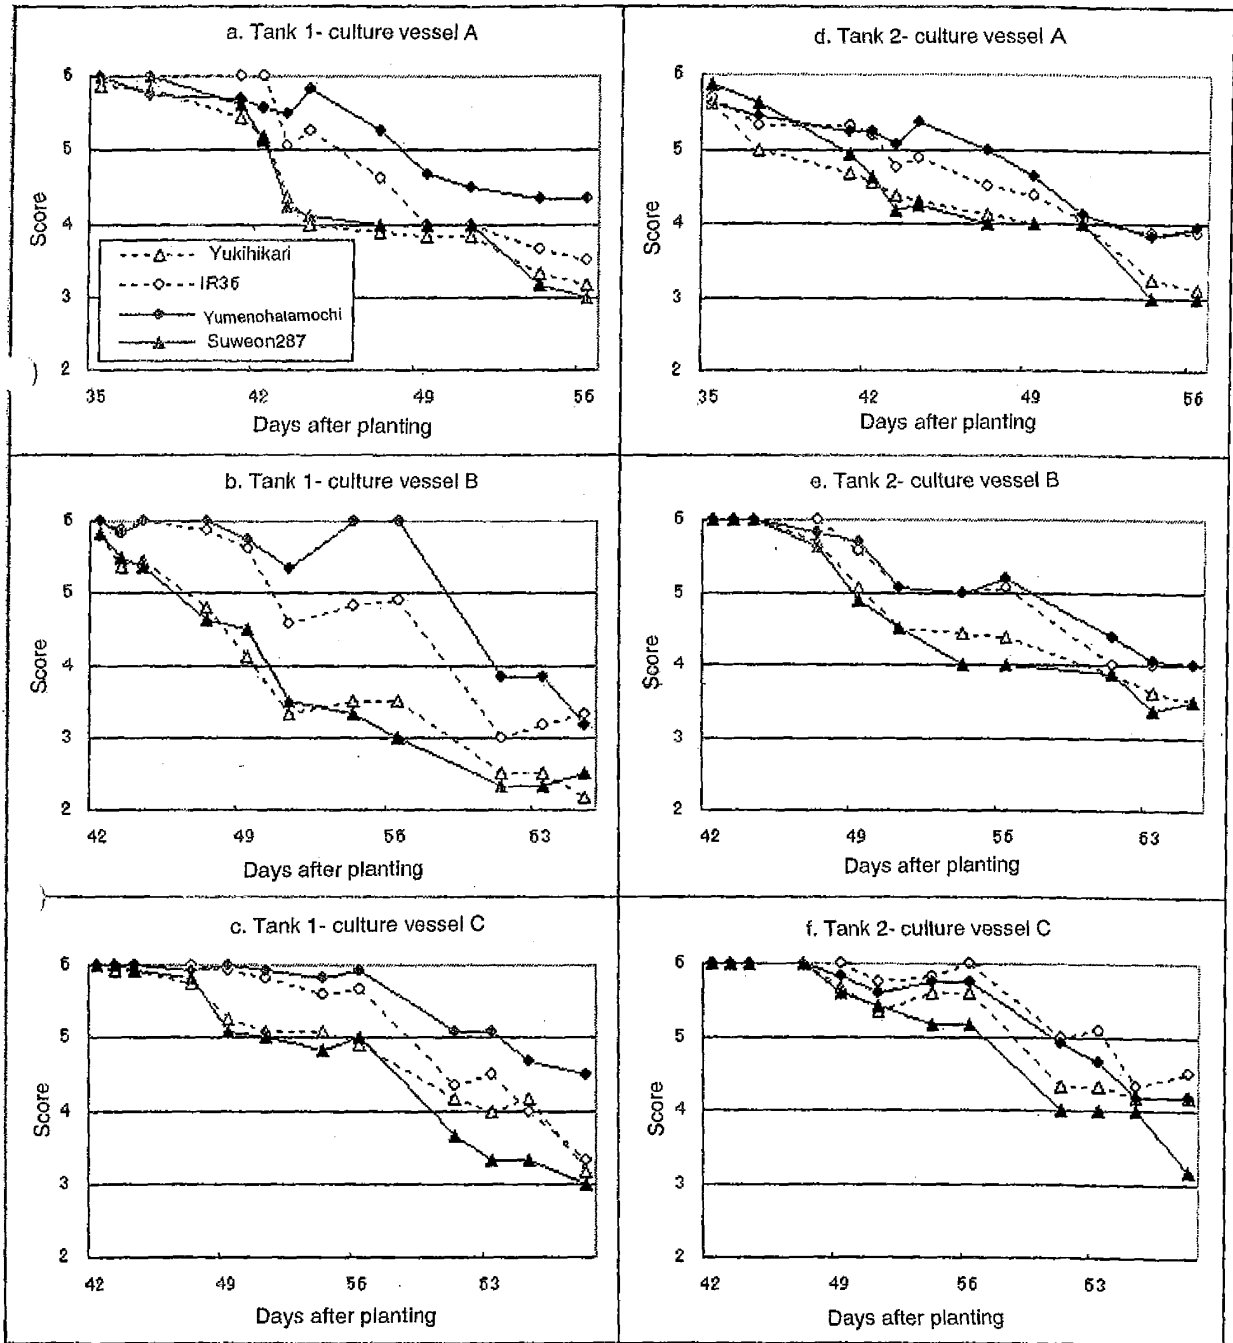 a. Tank 1- culture vessel A
6
5
4
3
2
Score
Yukihikari
IR36
Yumenohatamochi
Suweon287
35 42 49 56
Days after planting
d. Tank 2- culture vessel A
6
5
4
3
2
Score
35 42 49 56
Days after planting
b. Tank 1- culture vessel B
6
5
4
3
2
Score
42 49 56 63
Days after planting
e. Tank 2- culture vessel B
6
5
4
3
2
Score
42 49 56 63
Days after planting
c. Tank 1- culture vessel C
6
5
4
3
2
Score
42 49 56 63
Days after planting
f. Tank 2- culture vessel C
6
5
4
3
2
Score
42 49 56 63
Days after planting